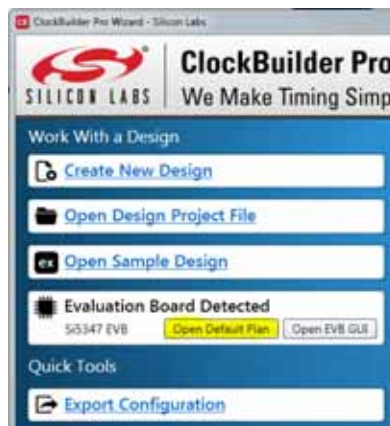 ClockBuilder Pro Wizard - Silicon Labs
SILICON LABS
ClockBuilder Pro
We Make Timing Simp
Work With a Design
Create New Design
Open Design Project File
ex Open Sample Design
Evaluation Board Detected
Si5347 EVB Open Default Plan Open EVB GUI
Quick Tools
Export Configuration